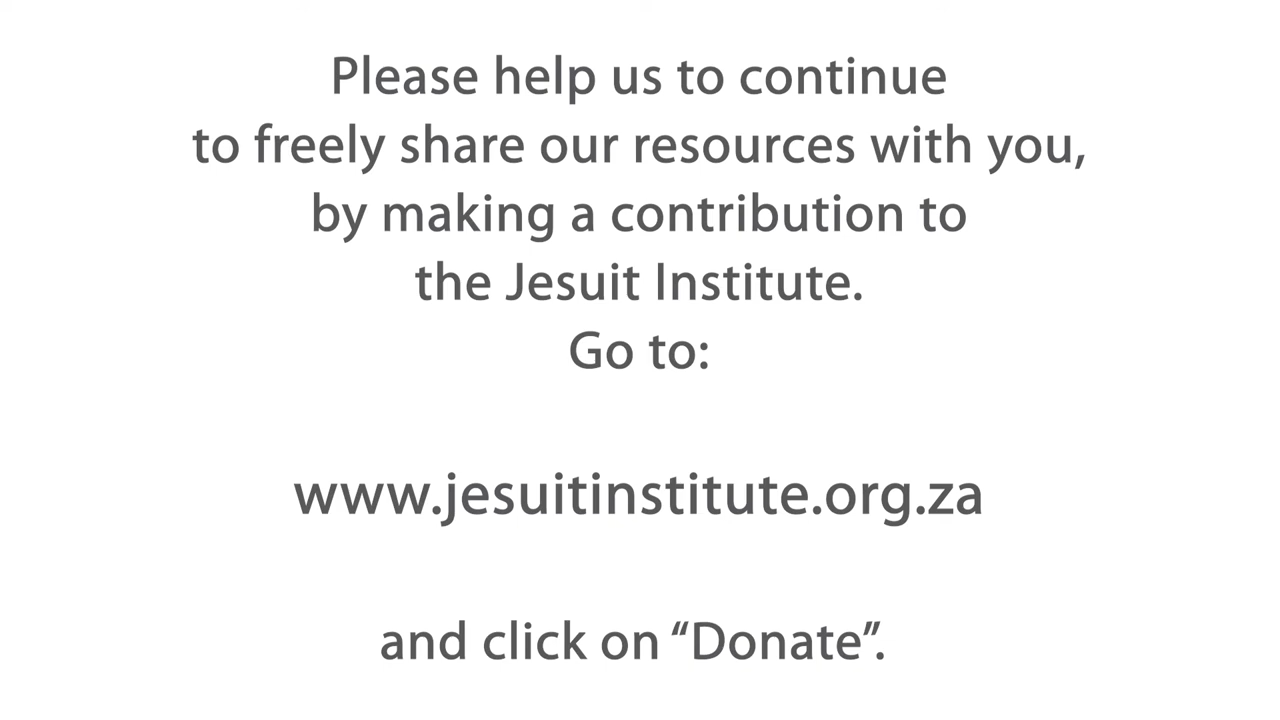 Please help us to continue
to freely share our resources with you,
by making a contribution to
the Jesuit Institute.
Go to:
www.jesuitinstitute.org.za
and click on “Donate”.